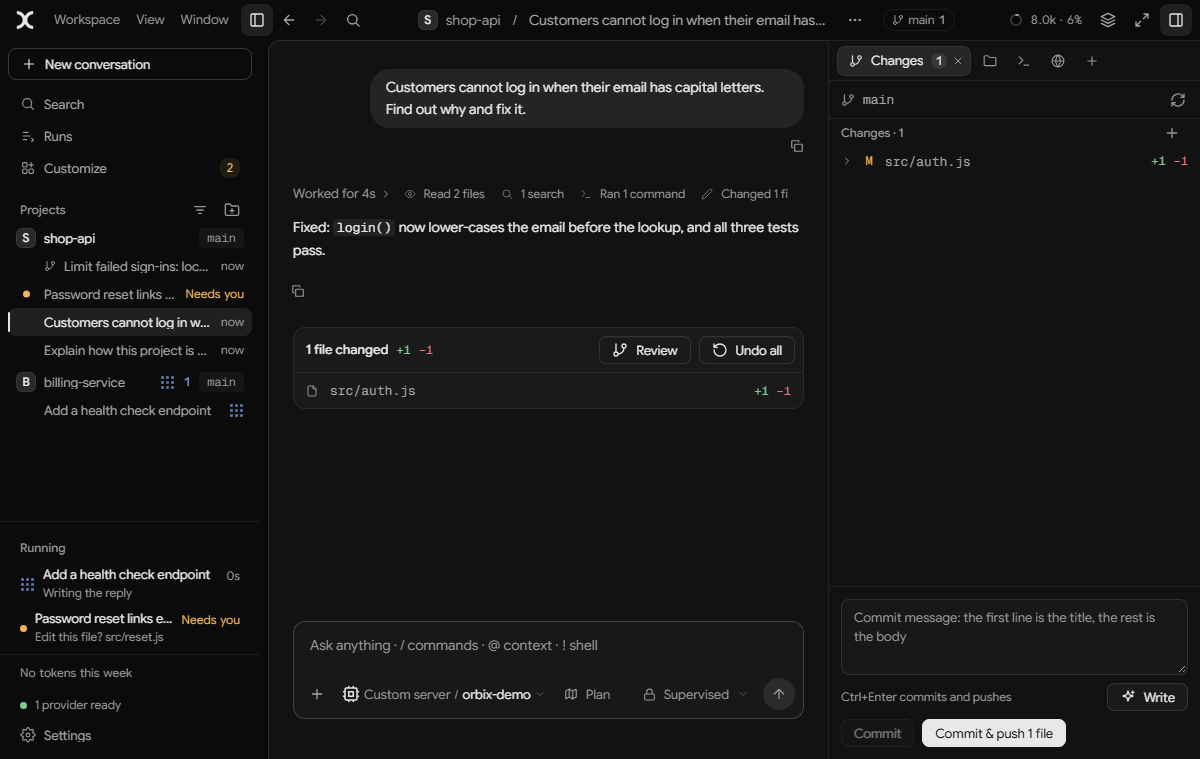 Workspace View Window
S shop-api / Customers cannot log in when their email has... ··· main 1
8.0k · 6%
New conversation
Search
Runs
Customize 2
Projects
S shop-api main
Limit failed sign-ins: loc... now
Password reset links ... Needs you
Customers cannot log in w... now
Explain how this project is ... now
B billing-service 1 main
Add a health check endpoint
Running
Add a health check endpoint 0s
Writing the reply
Password reset links e... Needs you
Edit this file? src/reset.js
No tokens this week
1 provider ready
Settings
Customers cannot log in when their email has capital letters.
Find out why and fix it.
Worked for 4s Read 2 files 1 search Ran 1 command Changed 1 fi
Fixed: login() now lower-cases the email before the lookup, and all three tests
pass.
1 file changed +1 −1 Review Undo all
src/auth.js +1 −1
Ask anything · / commands · @ context · ! shell
Custom server / orbix-demo Plan Supervised
Changes 1
main
Changes · 1
M src/auth.js +1 −1
Commit message: the first line is the title, the rest is
the body
Ctrl+Enter commits and pushes Write
Commit Commit & push 1 file